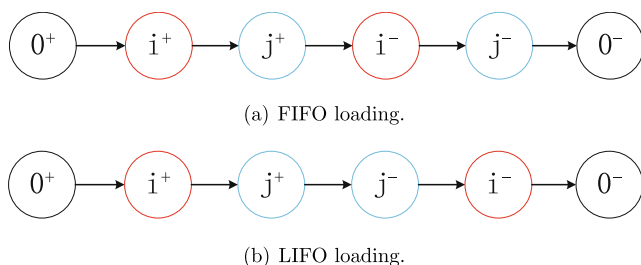 0⁺ i⁺ j⁺ i⁻ j⁻ 0⁻
(a) FIFO loading.
0⁺ i⁺ j⁺ j⁻ i⁻ 0⁻
(b) LIFO loading.